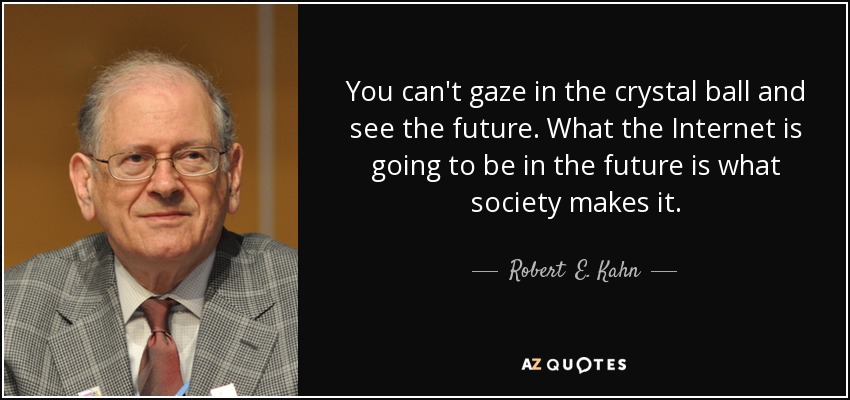 You can't gaze in the crystal ball and
see the future. What the Internet is
going to be in the future is what
society makes it.
Robert E. Kahn
AZ QUOTES